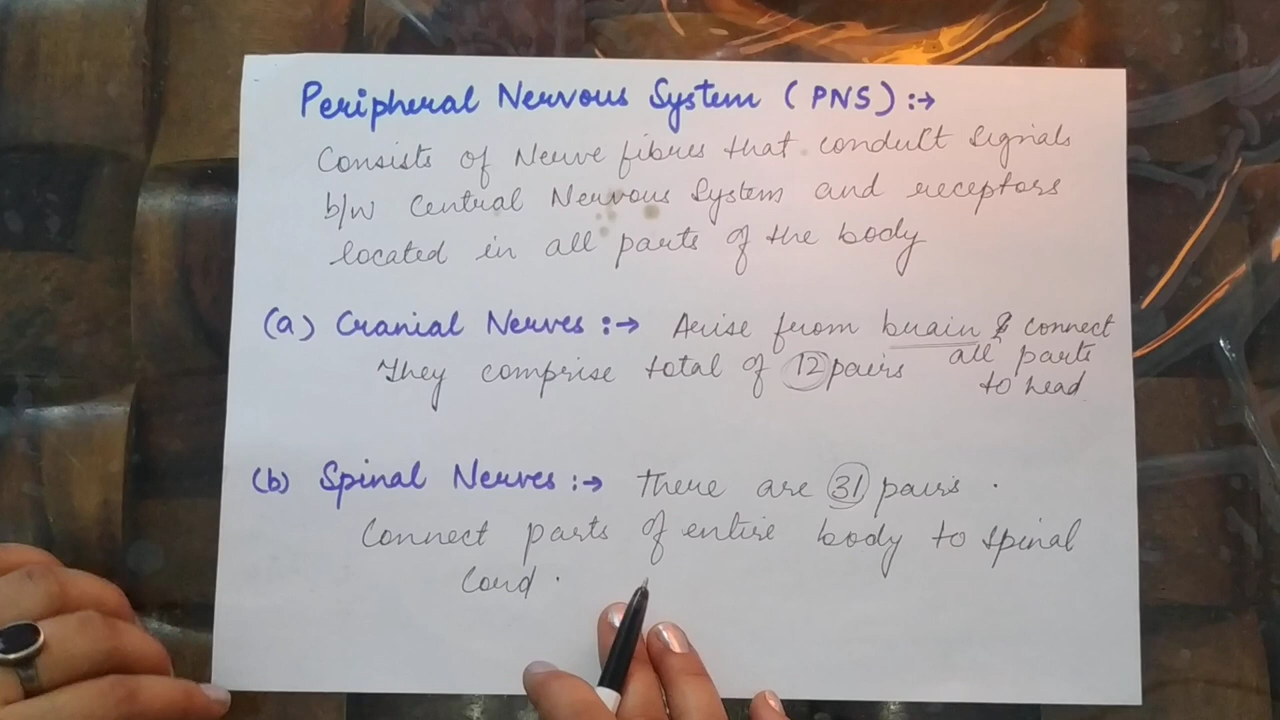 Peripheral Nervous System (PNS) :→
Consists of Nerve fibres that conduct signals
b/w Central Nervous System and receptors
located in all parts of the body
(a) Cranial Nerves :→ Arise from brain & connect
all parts
to head
They comprise total of 12 pairs
(b) Spinal Nerves :→ There are 31 pairs .
Connect parts of entire body to spinal
Cord .